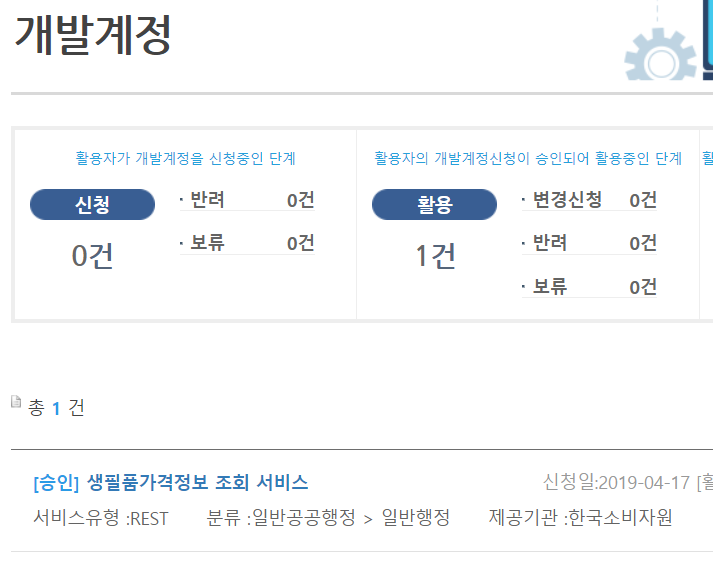 개발계정
활용자가 개발계정을 신청중인 단계
신청
0건
· 반려 0건
· 보류 0건
활용자의 개발계정신청이 승인되어 활용중인 단계
활용
1건
· 변경신청 0건
· 반려 0건
· 보류 0건
총 1 건
[승인] 생필품가격정보 조회 서비스 신청일:2019-04-17
서비스유형 :REST 분류 :일반공공행정 > 일반행정 제공기관 :한국소비자원